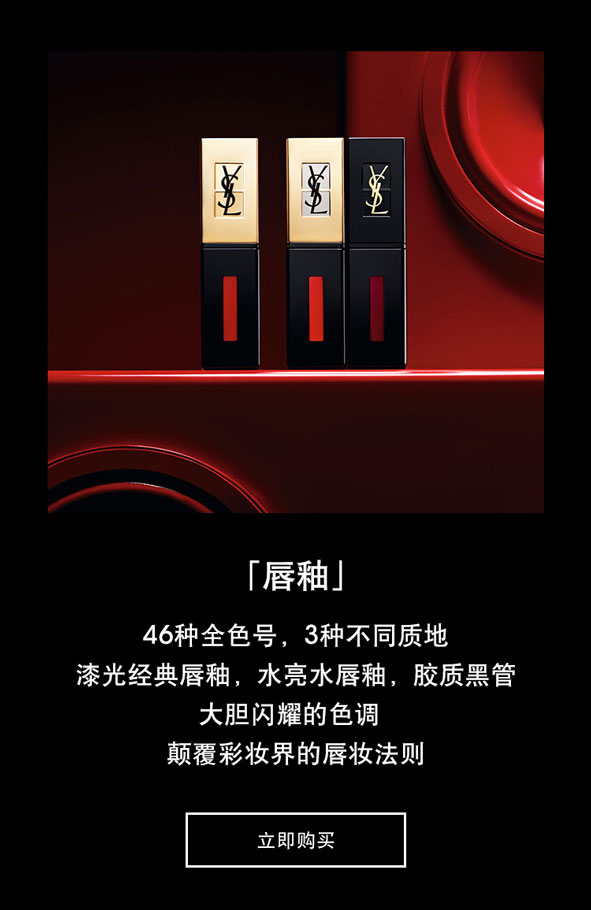 YSL YSL YSL
「唇釉」
46种全色号，3种不同质地
漆光经典唇釉，水亮水唇釉，胶质黑管
大胆闪耀的色调
颠覆彩妆界的唇妆法则
立即购买